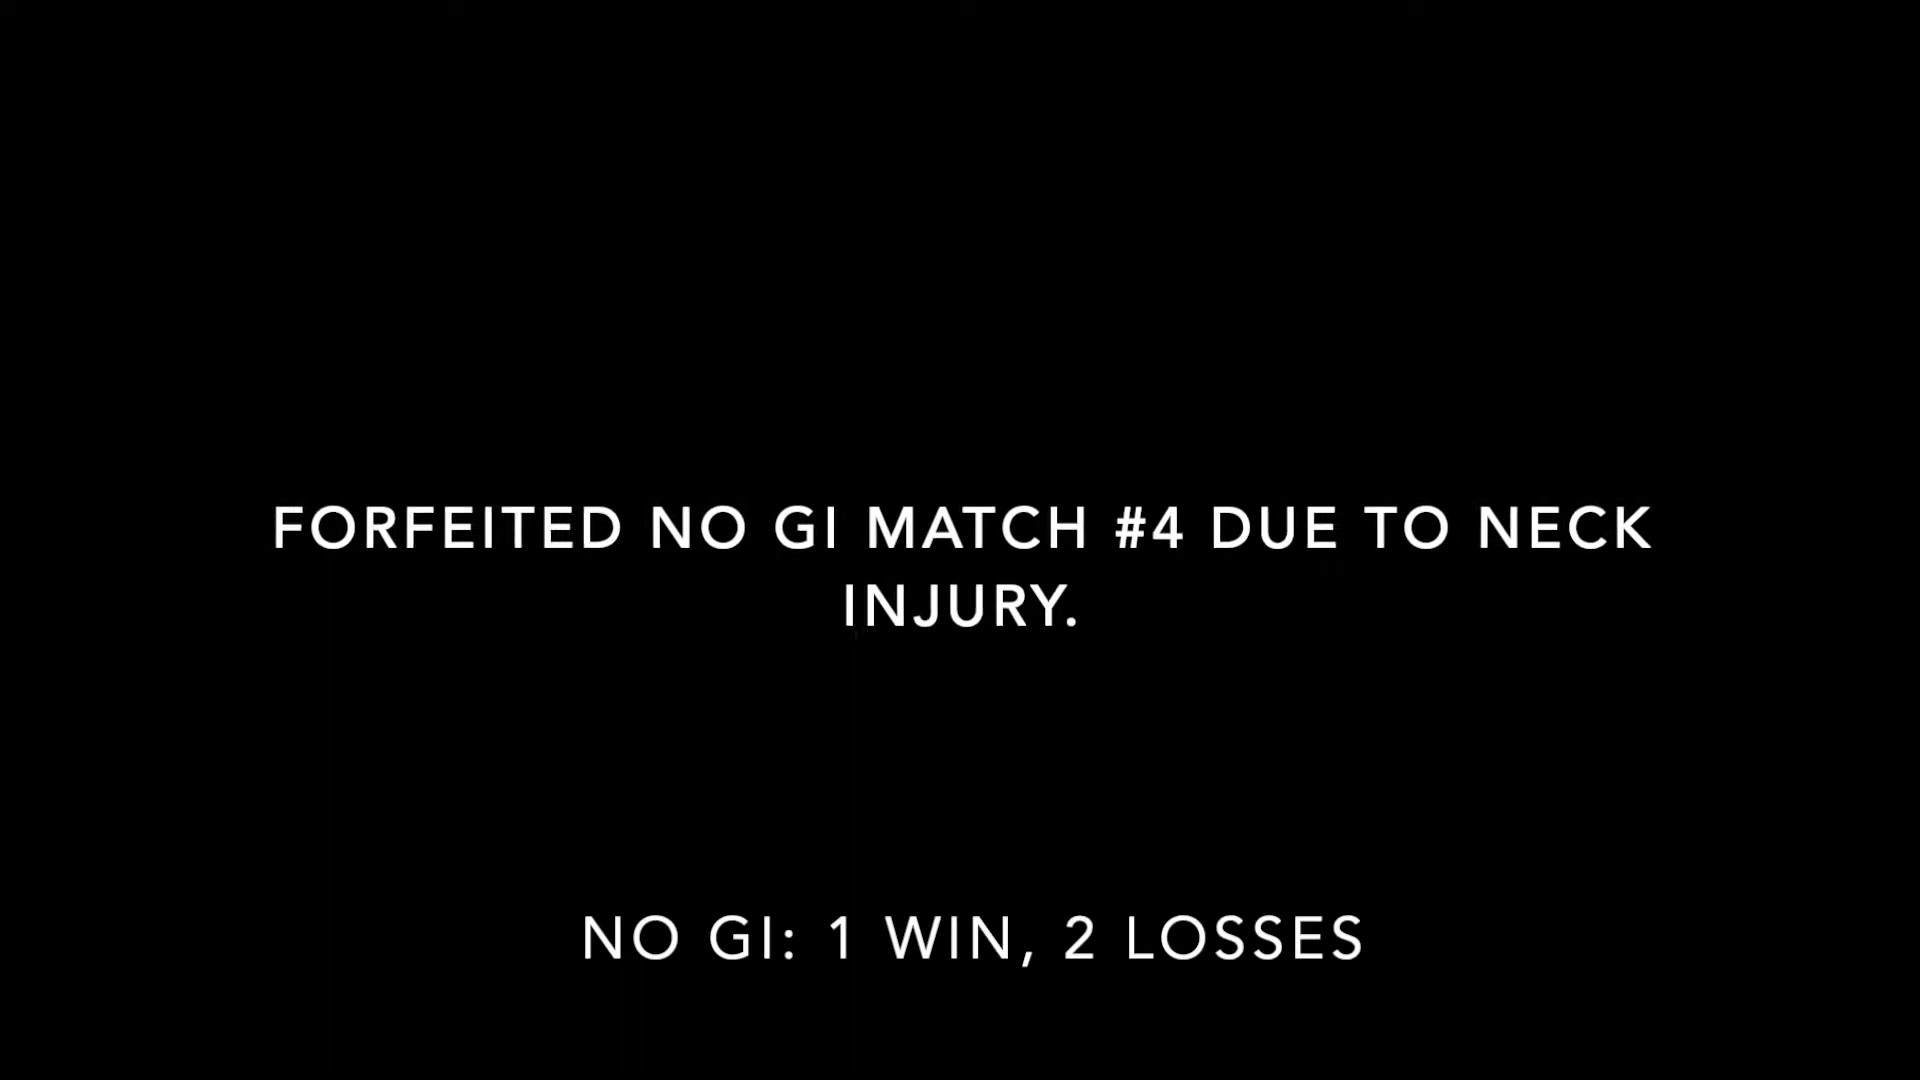 FORFEITED NO GI MATCH #4 DUE TO NECK
INJURY.
NO GI: 1 WIN, 2 LOSSES